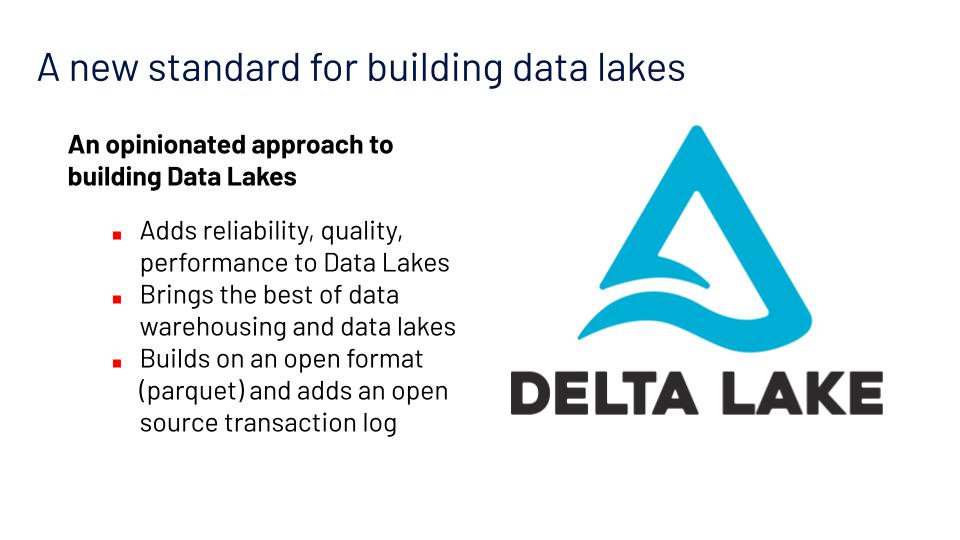 A new standard for building data lakes
An opinionated approach to
building Data Lakes
Adds reliability, quality,
performance to Data Lakes
Brings the best of data
warehousing and data lakes
Builds on an open format
(parquet) and adds an open
source transaction log
DELTA LAKE